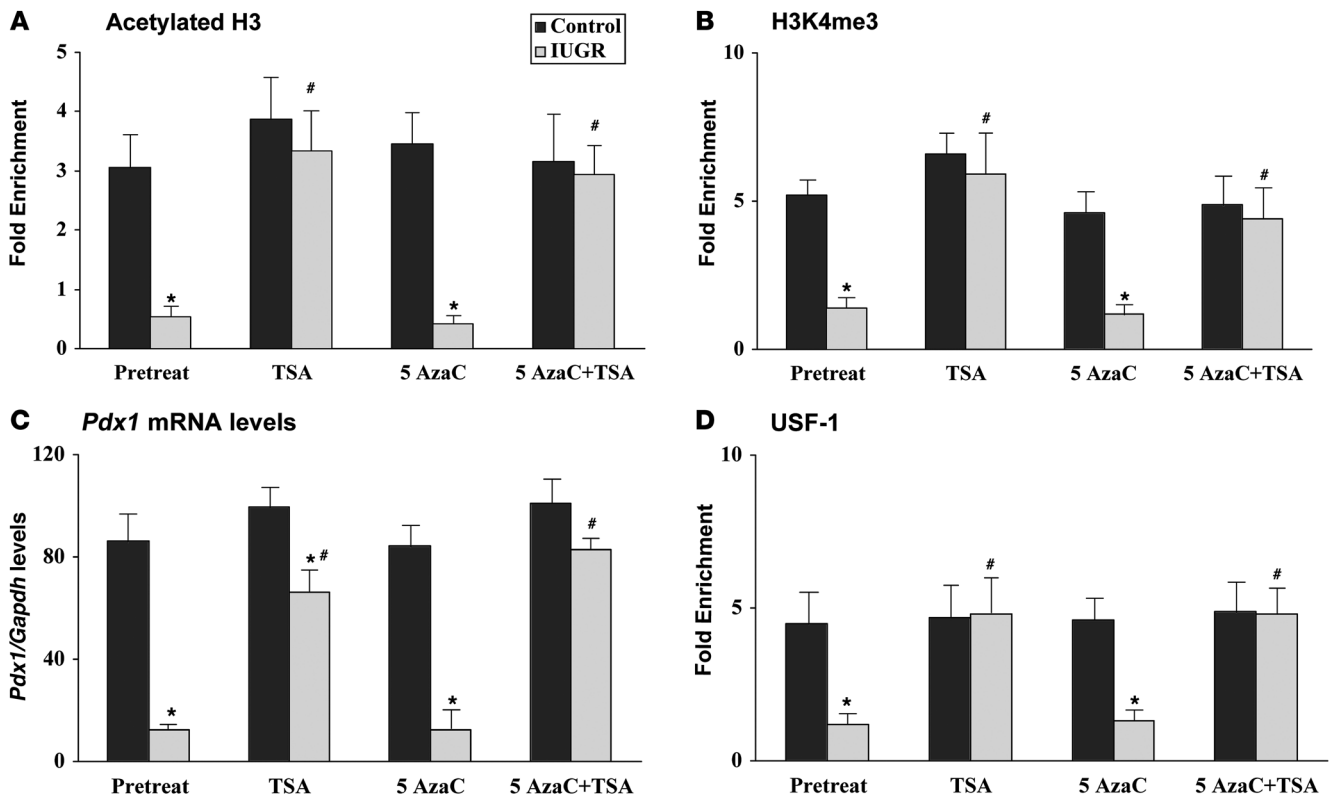 A Acetylated H3
Control
IUGR
Fold Enrichment
5
4
3
2
1
0
*
#
*
#
Pretreat TSA 5 AzaC 5 AzaC+TSA
B H3K4me3
Fold Enrichment
10
5
0
*
#
*
#
Pretreat TSA 5 AzaC 5 AzaC+TSA
C Pdx1 mRNA levels
Pdx1/Gapdh levels
120
80
40
0
*
* #
*
#
Pretreat TSA 5 AzaC 5 AzaC+TSA
D USF-1
Fold Enrichment
10
5
0
*
#
*
#
Pretreat TSA 5 AzaC 5 AzaC+TSA